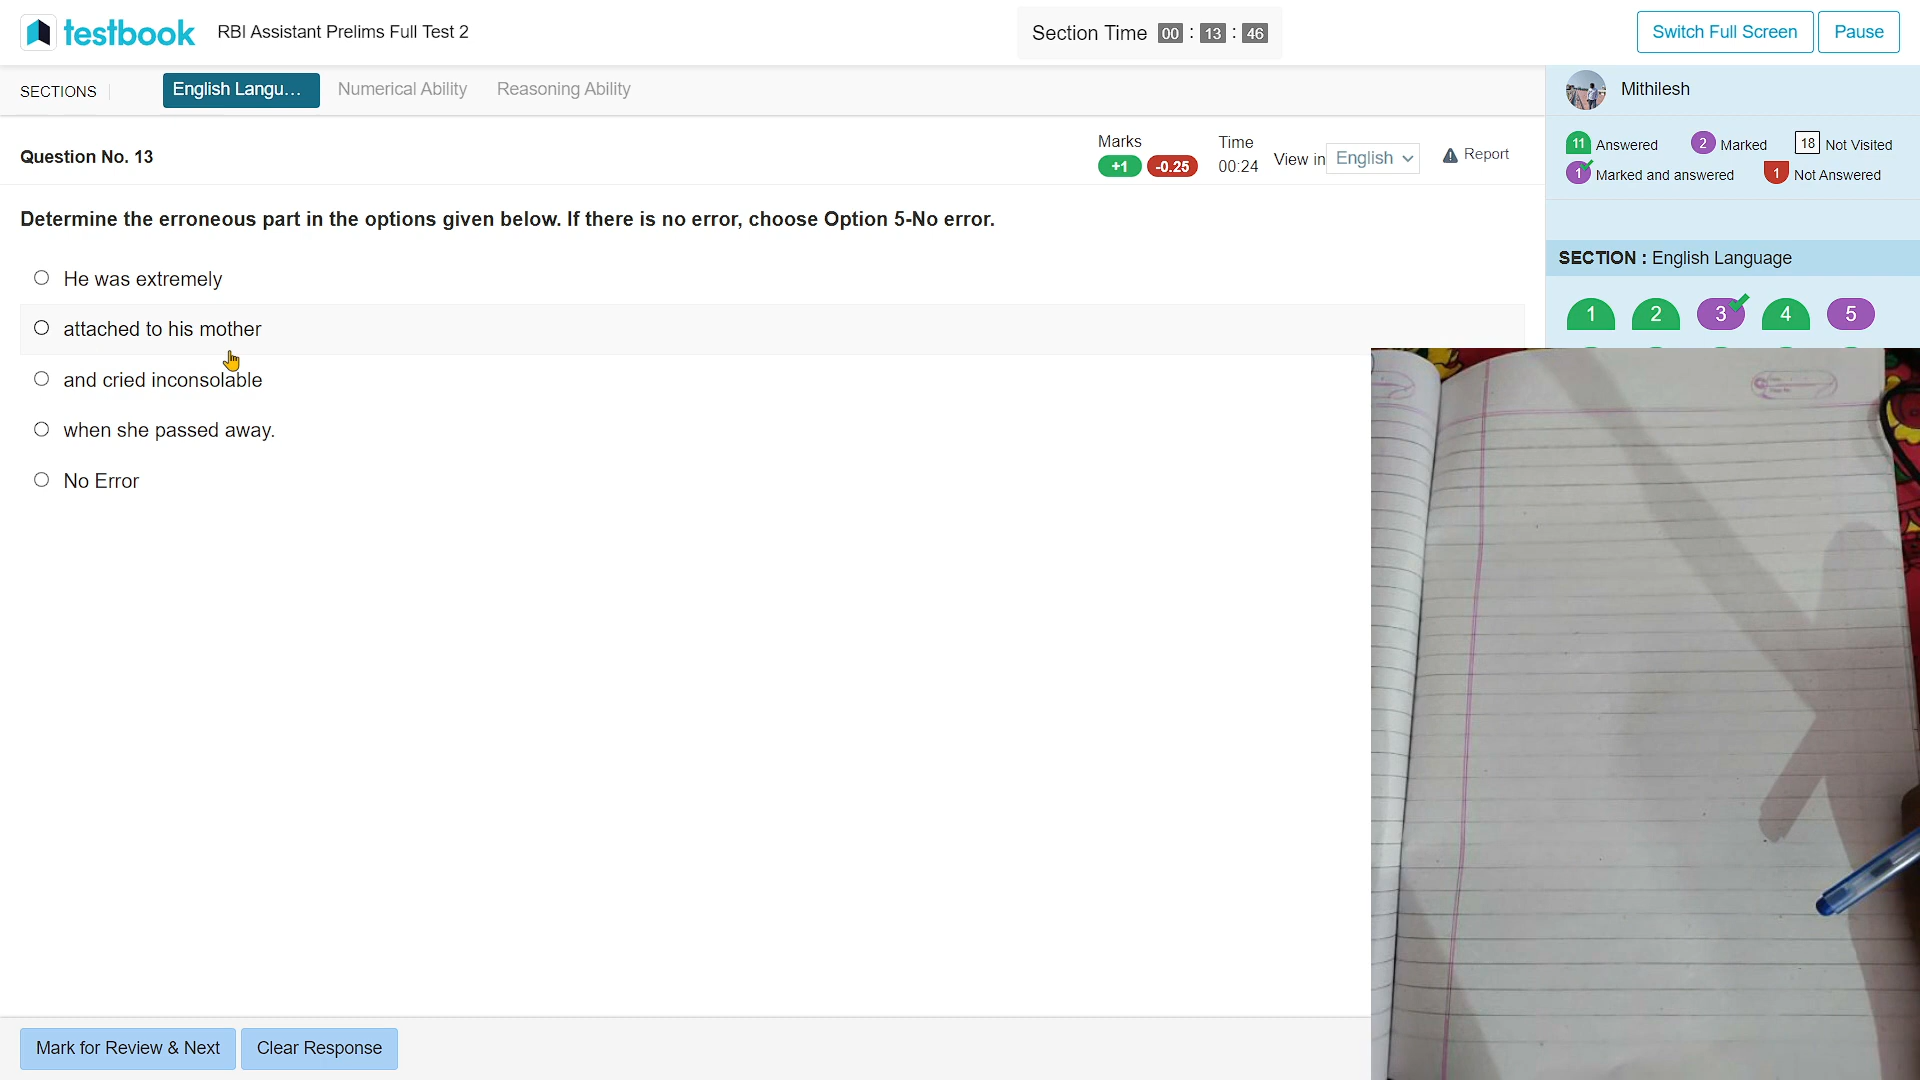 testbook
RBI Assistant Prelims Full Test 2
Section Time 00 : 13 : 46
Switch Full Screen
Pause
SECTIONS
English Langu...
Numerical Ability
Reasoning Ability
Mithilesh
11 Answered
2 Marked
18 Not Visited
1 Marked and answered
1 Not Answered
Question No. 13
Marks
+1
-0.25
Time
00:24
View in
English
Report
SECTION : English Language
1
2
3
4
5
Determine the erroneous part in the options given below. If there is no error, choose Option 5-No error.
He was extremely
attached to his mother
and cried inconsolable
when she passed away.
No Error
Mark for Review & Next
Clear Response